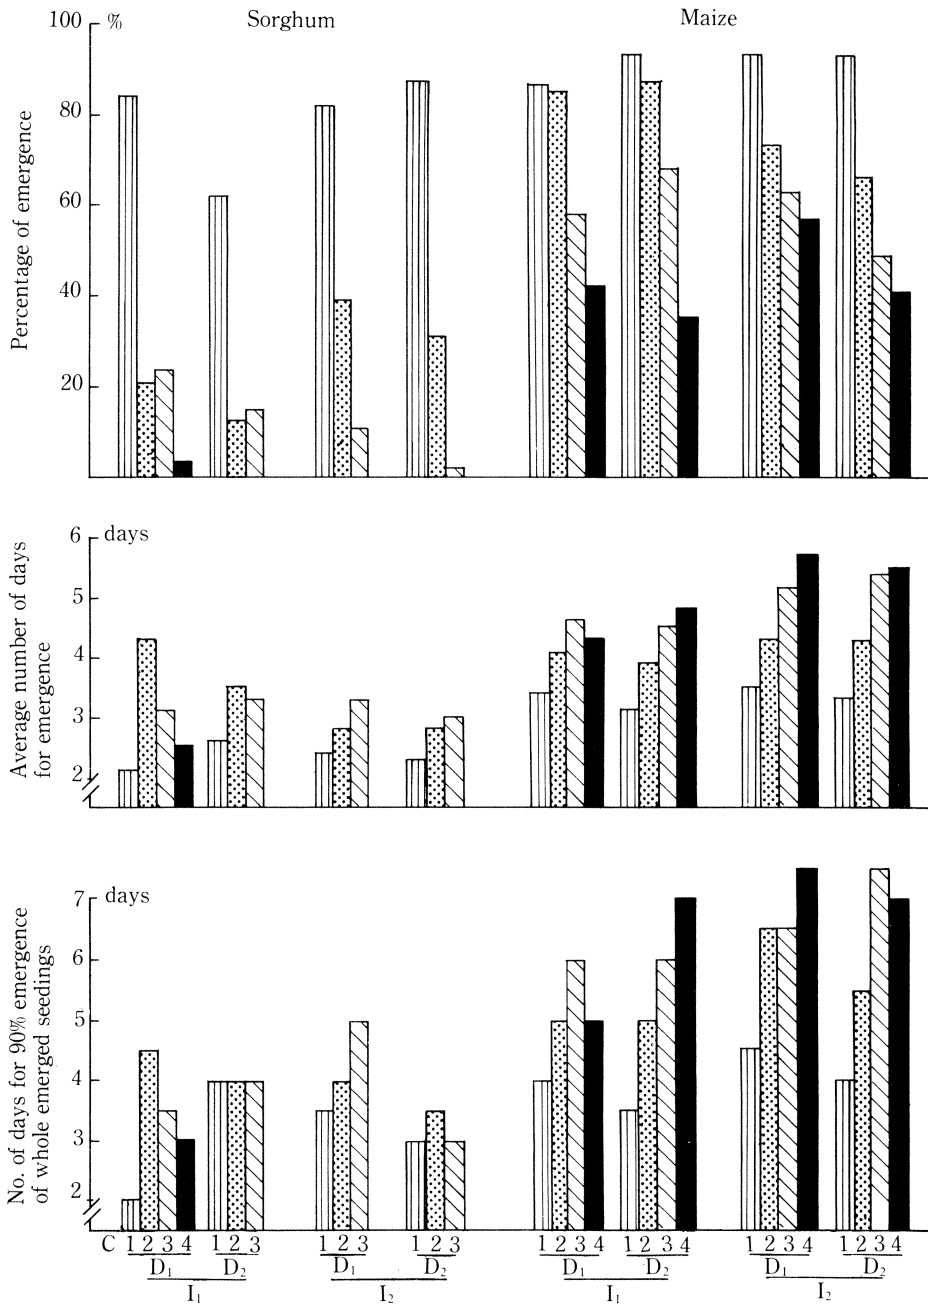 Sorghum Maize
100 %
80
60
40
20
Percentage of emergence
6 days
5
4
3
2
Average number of days
for emergence
7 days
6
5
4
3
2
No. of days for 90% emergence
of whole emerged seedings
C 1 2 3 4 1 2 3 1 2 3 1 2 3 1 2 3 4 1 2 3 4 1 2 3 4 1 2 3 4
D₁ D₂ D₁ D₂ D₁ D₂ D₁ D₂
I₁ I₂ I₁ I₂